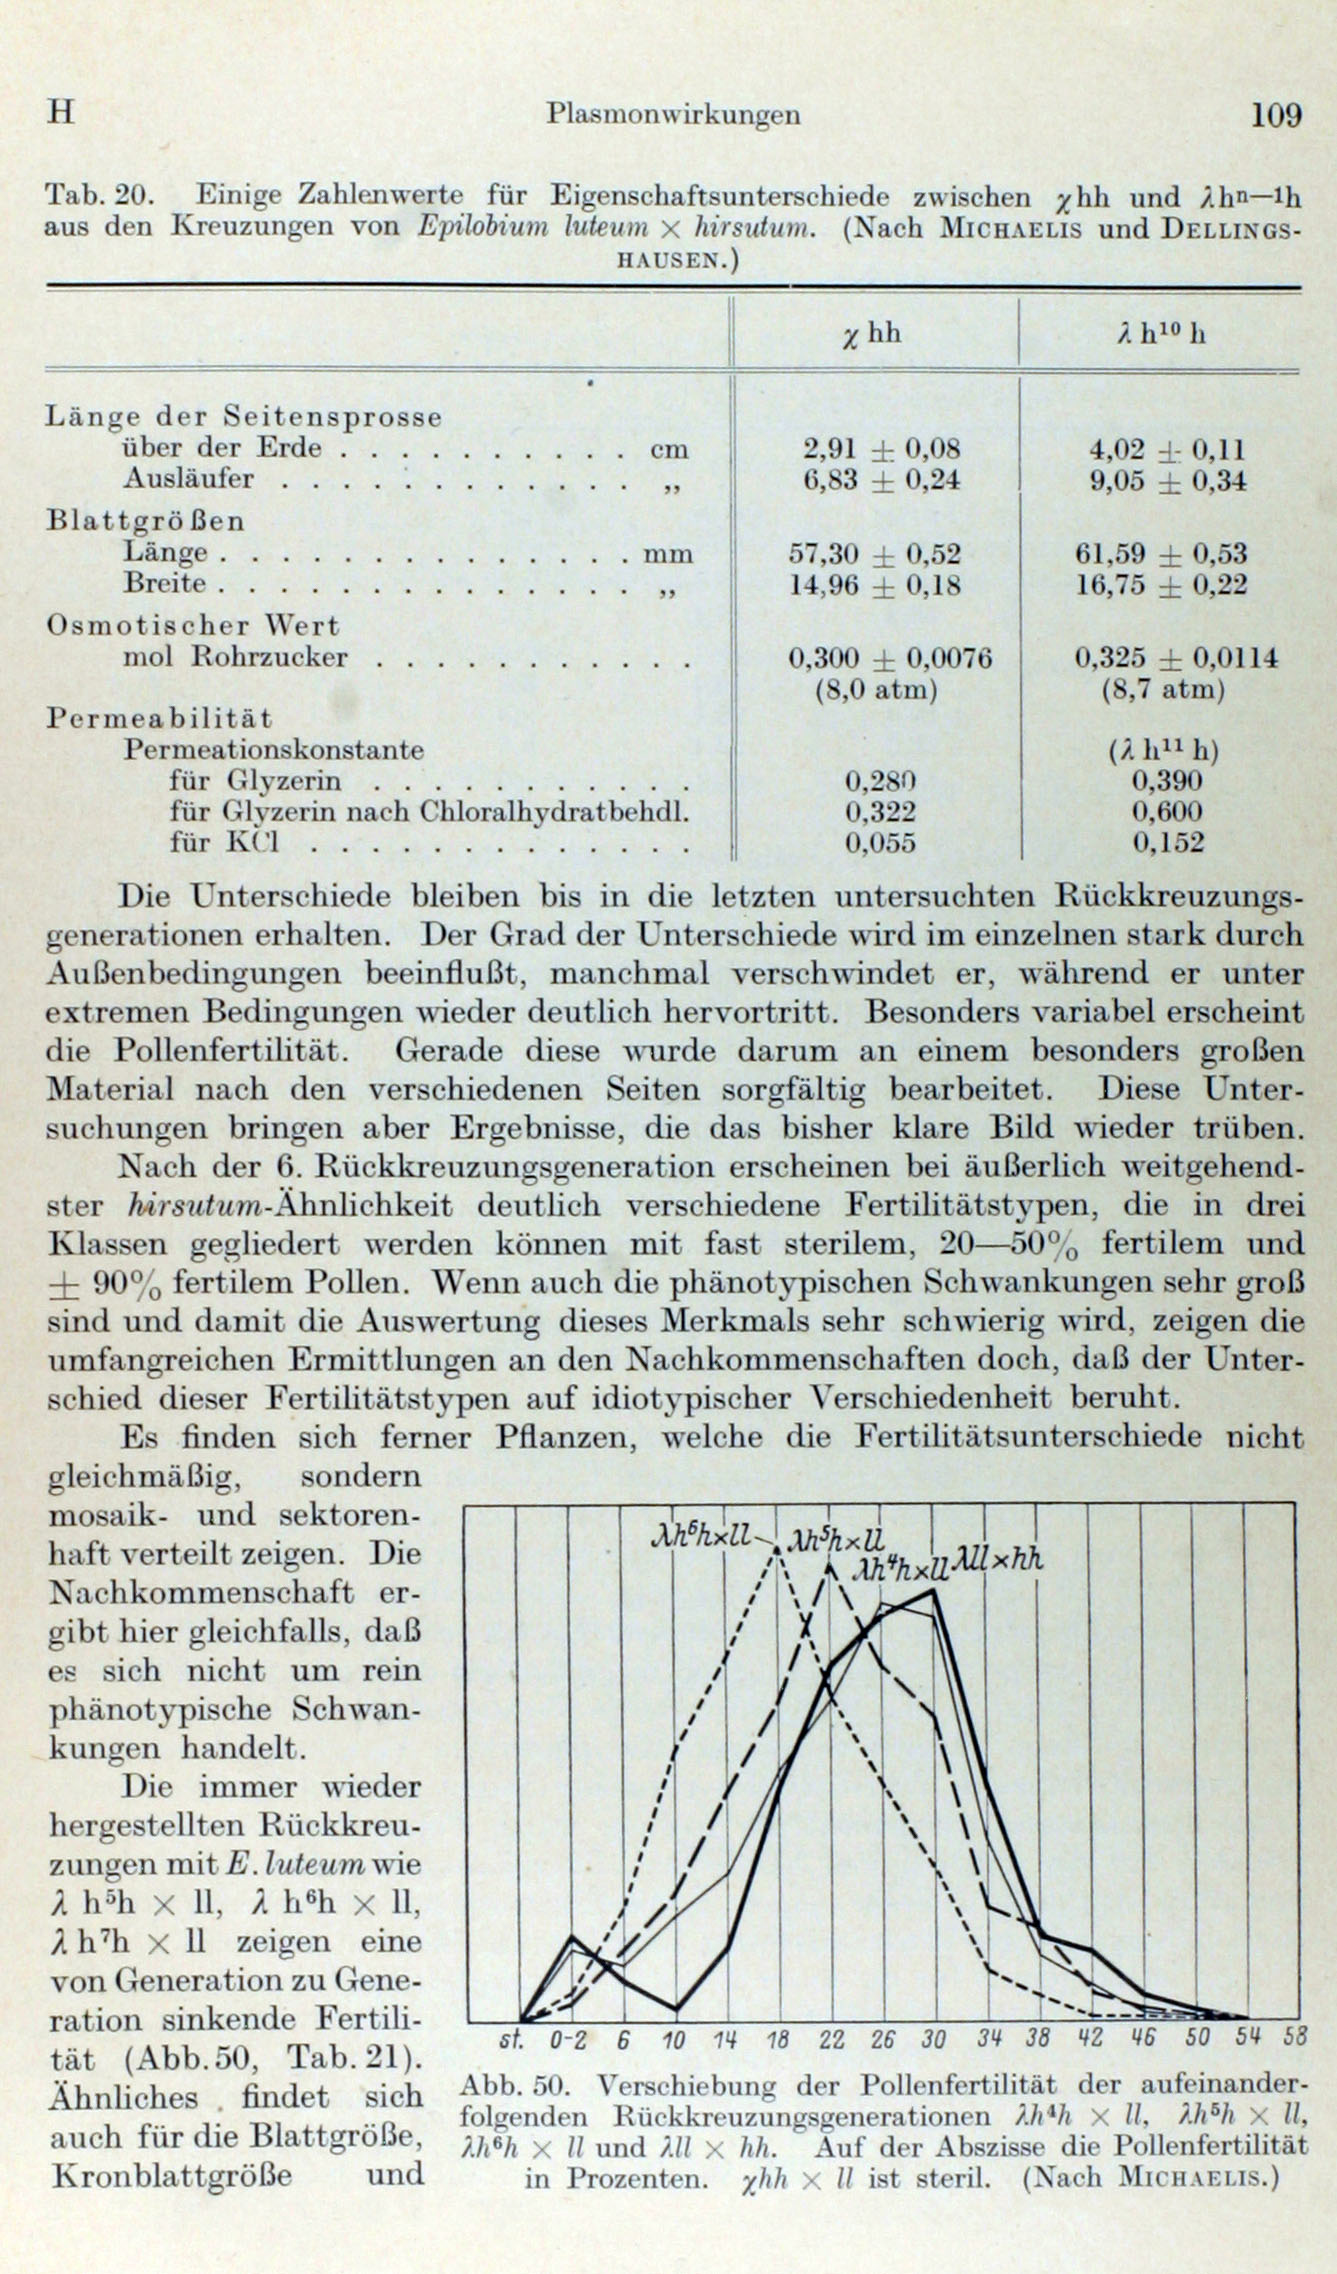 H Plasmonwirkungen 109
Tab. 20. Einige Zahlenwerte für Eigenschaftsunterschiede zwischen χhh und λhⁿ—¹h
aus den Kreuzungen von Epilobium luteum × hirsutum. (Nach MICHAELIS und DELLINGS-
HAUSEN.)
χ hh λ h¹⁰ h
Länge der Seitensprosse
über der Erde . . . . . . . . . . cm 2,91 ± 0,08 4,02 ± 0,11
Ausläufer . . . . . . . . . . . . „ 6,83 ± 0,24 9,05 ± 0,34
Blattgrößen
Länge . . . . . . . . . . . . . . mm 57,30 ± 0,52 61,59 ± 0,53
Breite . . . . . . . . . . . . . . . „ 14,96 ± 0,18 16,75 ± 0,22
Osmotischer Wert
mol Rohrzucker . . . . . . . . . . . 0,300 ± 0,0076 0,325 ± 0,0114
(8,0 atm) (8,7 atm)
Permeabilität
Permeationskonstante (λ h¹¹ h)
für Glyzerin . . . . . . . . . . . 0,280 0,390
für Glyzerin nach Chloralhydratbehdl. 0,322 0,600
für KCl . . . . . . . . . . . . . 0,055 0,152
Die Unterschiede bleiben bis in die letzten untersuchten Rückkreuzungs-
generationen erhalten. Der Grad der Unterschiede wird im einzelnen stark durch
Außenbedingungen beeinflußt, manchmal verschwindet er, während er unter
extremen Bedingungen wieder deutlich hervortritt. Besonders variabel erscheint
die Pollenfertilität. Gerade diese wurde darum an einem besonders großen
Material nach den verschiedenen Seiten sorgfältig bearbeitet. Diese Unter-
suchungen bringen aber Ergebnisse, die das bisher klare Bild wieder trüben.
Nach der 6. Rückkreuzungsgeneration erscheinen bei äußerlich weitgehend-
ster hirsutum-Ähnlichkeit deutlich verschiedene Fertilitätstypen, die in drei
Klassen gegliedert werden können mit fast sterilem, 20—50% fertilem und
± 90% fertilem Pollen. Wenn auch die phänotypischen Schwankungen sehr groß
sind und damit die Auswertung dieses Merkmals sehr schwierig wird, zeigen die
umfangreichen Ermittlungen an den Nachkommenschaften doch, daß der Unter-
schied dieser Fertilitätstypen auf idiotypischer Verschiedenheit beruht.
Es finden sich ferner Pflanzen, welche die Fertilitätsunterschiede nicht
gleichmäßig, sondern
mosaik- und sektoren-
haft verteilt zeigen. Die
Nachkommenschaft er-
gibt hier gleichfalls, daß
es sich nicht um rein
phänotypische Schwan-
kungen handelt.
Die immer wieder
hergestellten Rückkreu-
zungen mit E. luteum wie
λ h⁵h × ll, λ h⁶h × ll,
λ h⁷h × ll zeigen eine
von Generation zu Gene-
ration sinkende Fertili-
tät (Abb. 50, Tab. 21).
Ähnliches findet sich
auch für die Blattgröße,
Kronblattgröße und
λh⁶h×ll λh⁵h×ll
λh⁴h×ll λll×hh
st. 0-2 6 10 14 18 22 26 30 34 38 42 46 50 54 58
Abb. 50. Verschiebung der Pollenfertilität der aufeinander-
folgenden Rückkreuzungsgenerationen λh⁴h × ll, λh⁵h × ll,
λh⁶h × ll und λll × hh. Auf der Abszisse die Pollenfertilität
in Prozenten. χhh × ll ist steril. (Nach MICHAELIS.)